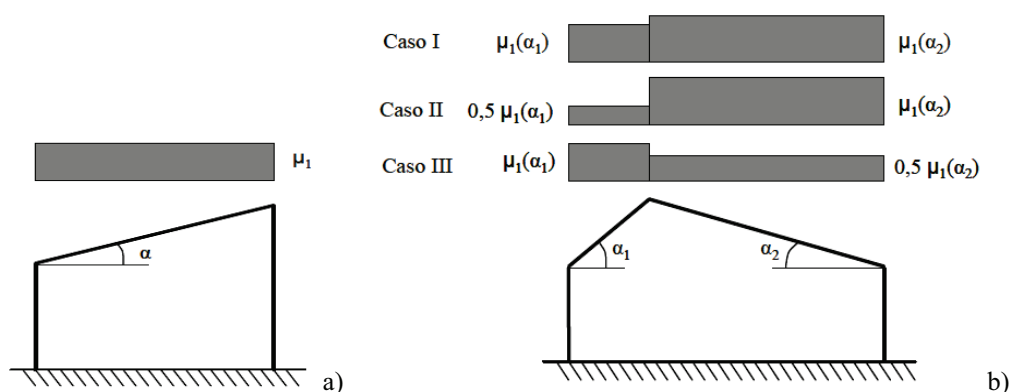 Caso I μ₁(α₁) μ₁(α₂)
Caso II 0,5 μ₁(α₁) μ₁(α₂)
μ₁
Caso III μ₁(α₁) 0,5 μ₁(α₂)
α
α₁ α₂
a) b)